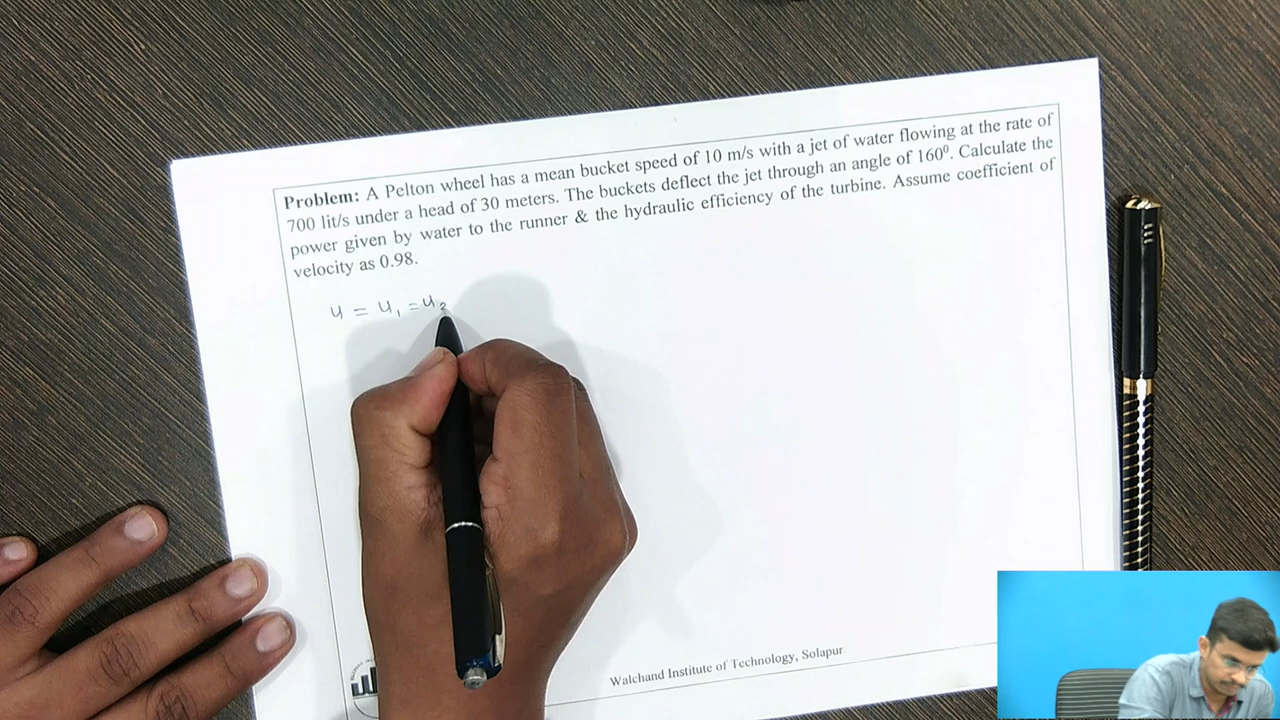 Problem: A Pelton wheel has a mean bucket speed of 10 m/s with a jet of water flowing at the rate of
700 lit/s under a head of 30 meters. The buckets deflect the jet through an angle of 160⁰. Calculate the
power given by water to the runner & the hydraulic efficiency of the turbine. Assume coefficient of
velocity as 0.98.
u = u₁ = u₂
Walchand Institute of Technology, Solapur